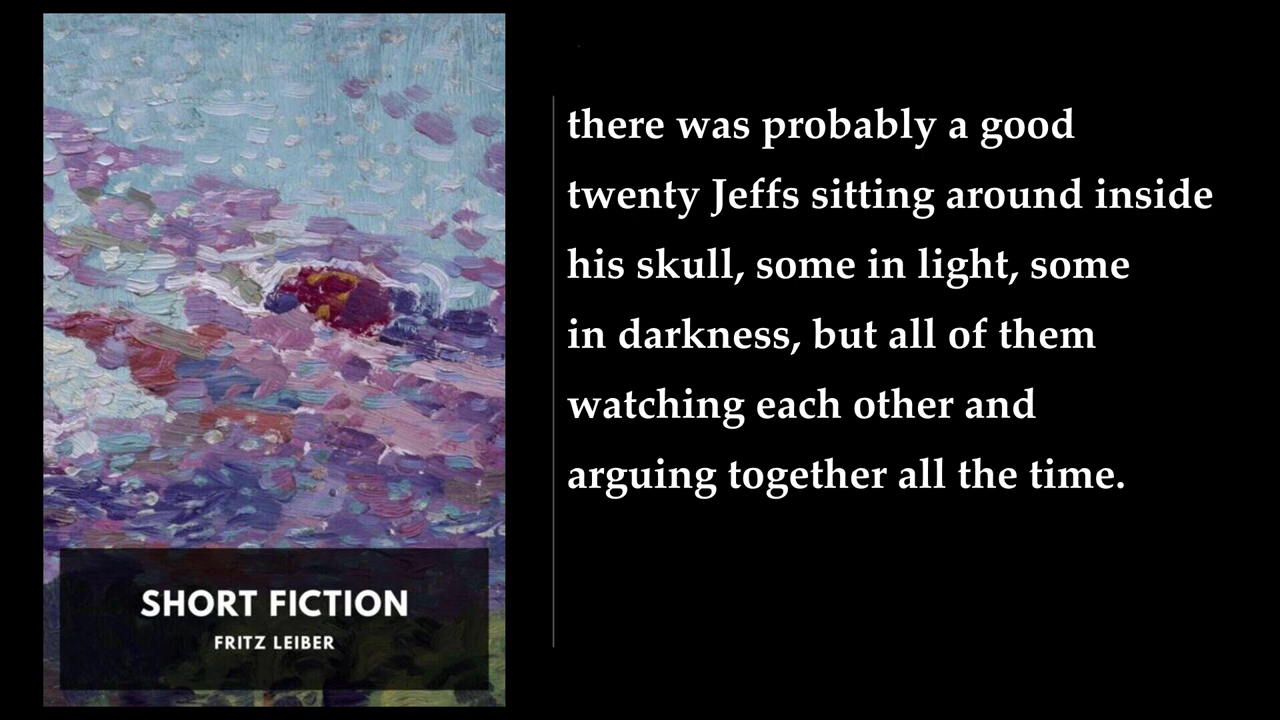 there was probably a good
twenty Jeffs sitting around inside
his skull, some in light, some
in darkness, but all of them
watching each other and
arguing together all the time.
SHORT FICTION
FRITZ LEIBER